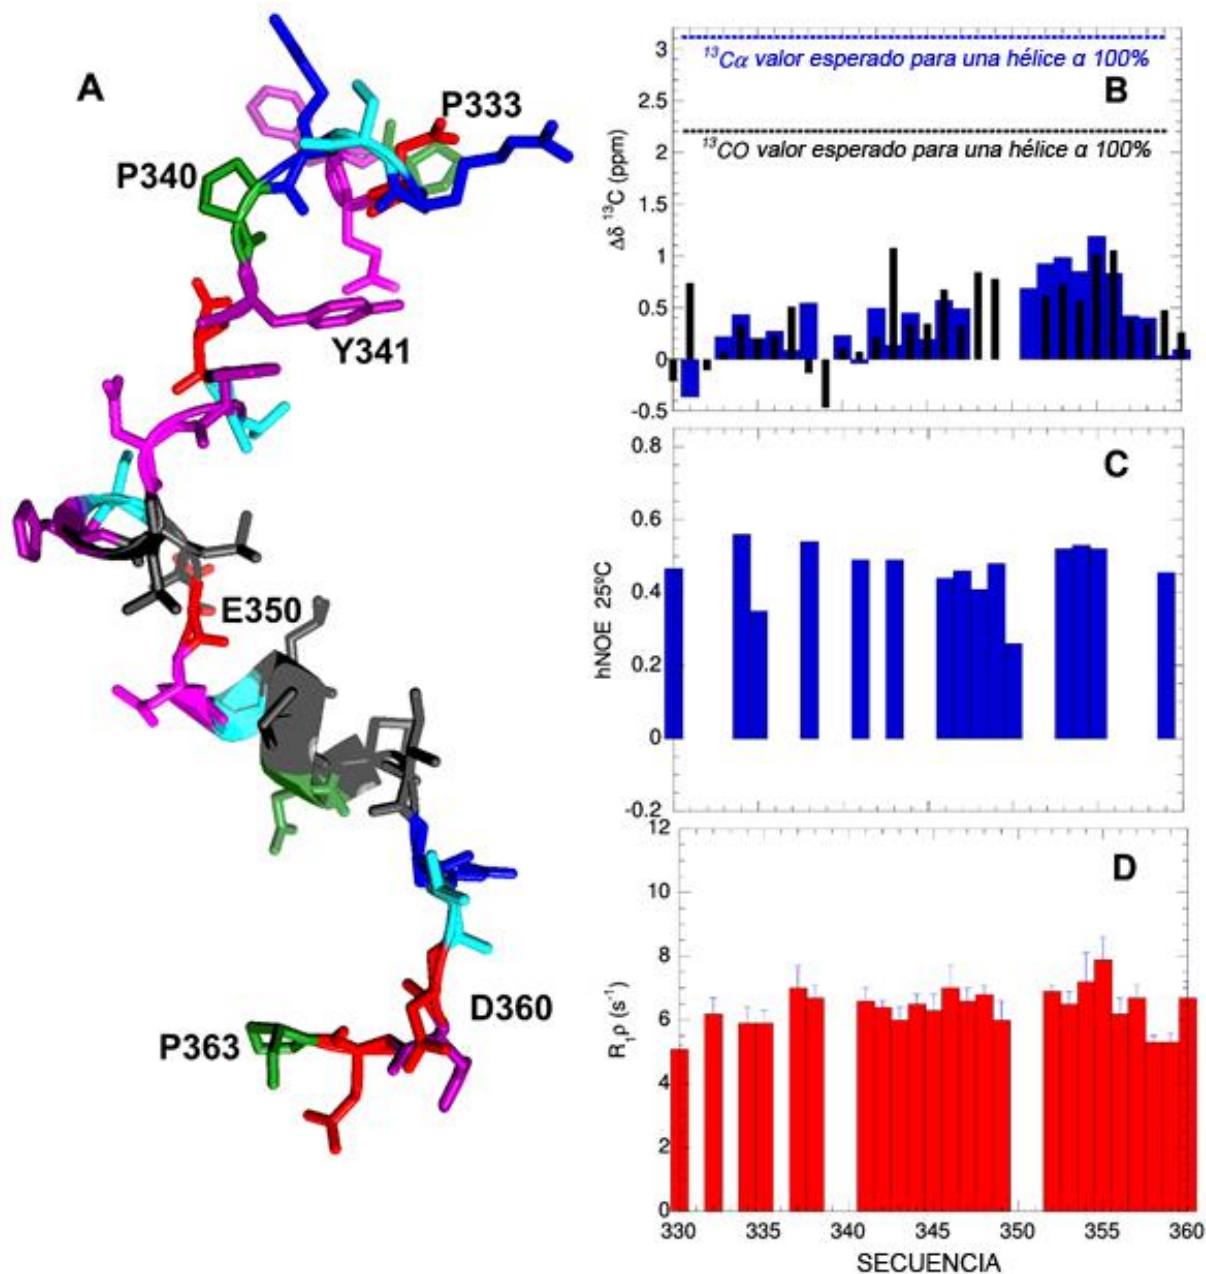 A
P333
P340
Y341
E350
D360
P363
B
¹³Cα valor esperado para una hélice α 100%
¹³CO valor esperado para una hélice α 100%
Δδ ¹³C (ppm)
3
2.5
2
1.5
1
0.5
0
-0.5
C
hNOE 25ºC
0.8
0.6
0.4
0.2
0
-0.2
D
R₁ρ (s⁻¹)
12
10
8
6
4
2
0
330 335 340 345 350 355 360
SECUENCIA